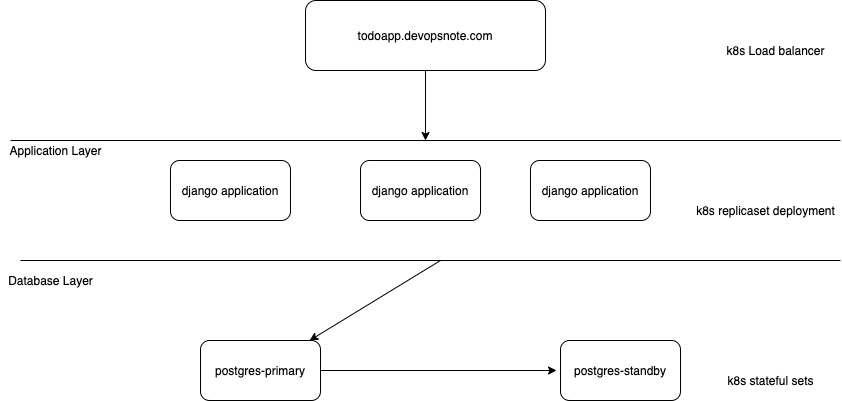 todoapp.devopsnote.com
k8s Load balancer
Application Layer
django application
django application
django application
k8s replicaset deployment
Database Layer
postgres-primary
postgres-standby
k8s stateful sets